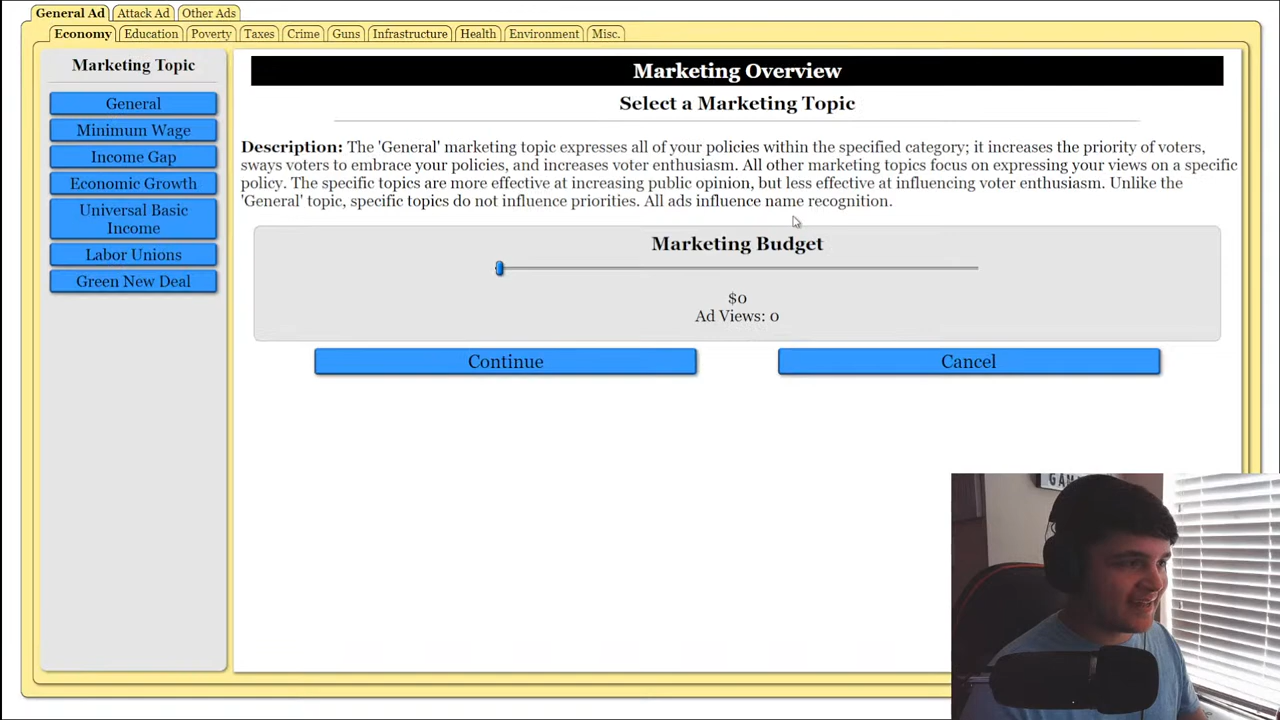 General Ad
Attack Ad
Other Ads
Economy
Education
Poverty
Taxes
Crime
Guns
Infrastructure
Health
Environment
Misc.
Marketing Topic
General
Minimum Wage
Income Gap
Economic Growth
Universal Basic
Income
Labor Unions
Green New Deal
Marketing Overview
Select a Marketing Topic
Description: The 'General' marketing topic expresses all of your policies within the specified category; it increases the priority of voters,
sways voters to embrace your policies, and increases voter enthusiasm. All other marketing topics focus on expressing your views on a specific
policy. The specific topics are more effective at increasing public opinion, but less effective at influencing voter enthusiasm. Unlike the
'General' topic, specific topics do not influence priorities. All ads influence name recognition.
Marketing Budget
$0
Ad Views: 0
Continue
Cancel